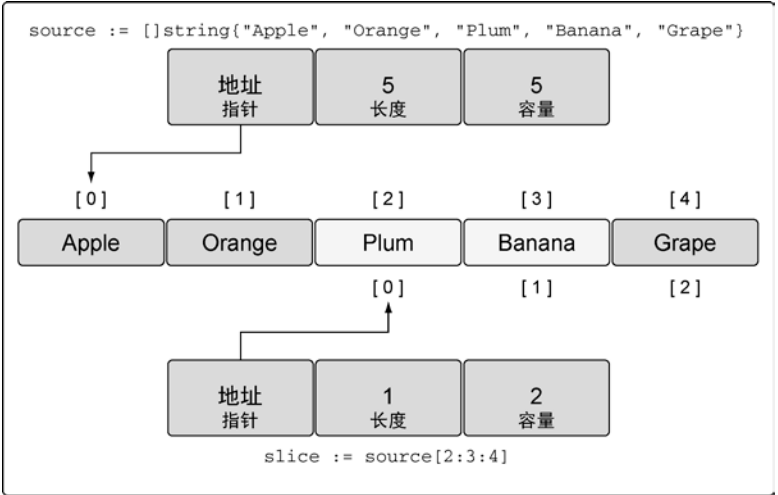 source := []string{"Apple", "Orange", "Plum", "Banana", "Grape"}
地址 5 5
指针 长度 容量
[0] [1] [2] [3] [4]
Apple Orange Plum Banana Grape
[0] [1] [2]
地址 1 2
指针 长度 容量
slice := source[2:3:4]